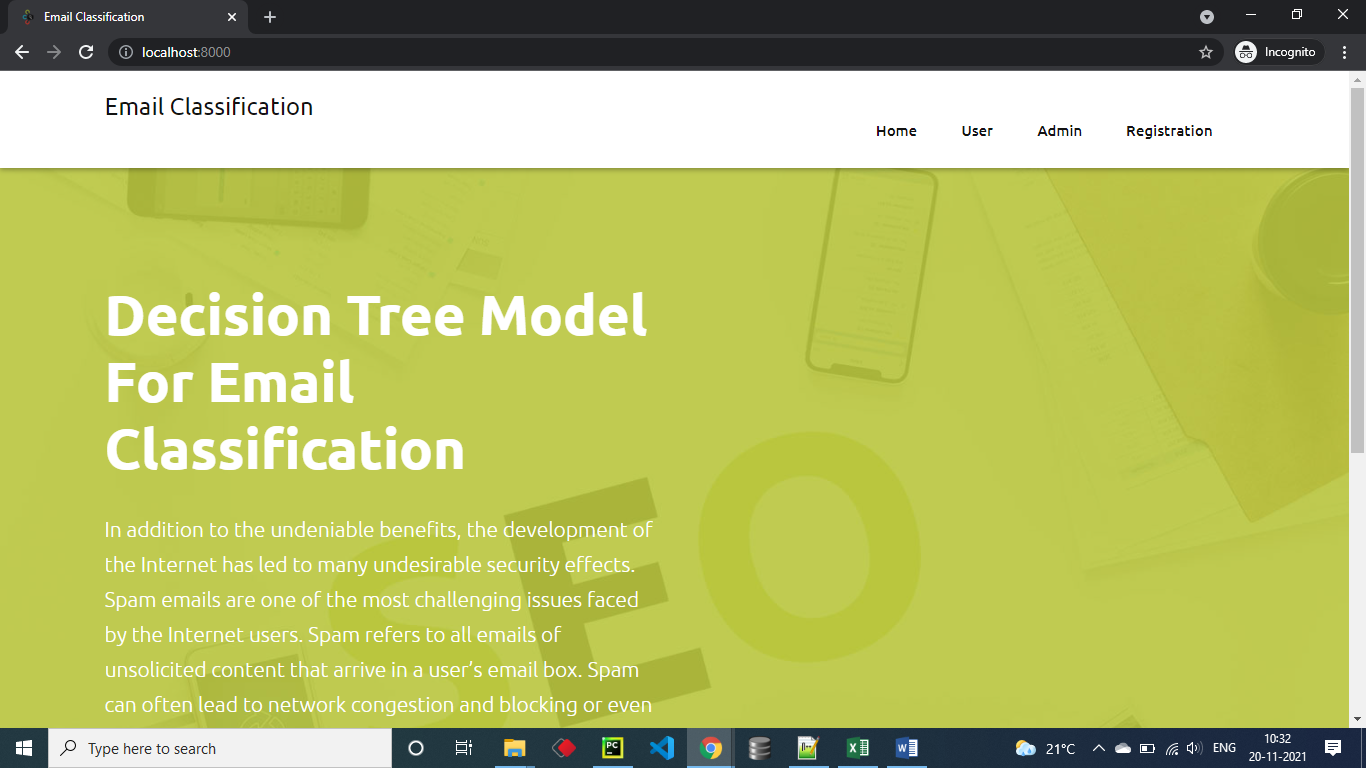 Email Classification
localhost:8000
Incognito
Email Classification
Home User Admin Registration
Decision Tree Model
For Email
Classification
In addition to the undeniable benefits, the development of
the Internet has led to many undesirable security effects.
Spam emails are one of the most challenging issues faced
by the Internet users. Spam refers to all emails of
unsolicited content that arrive in a user’s email box. Spam
can often lead to network congestion and blocking or even
SEO
Type here to search
PC
21°C
ENG
10:32
20-11-2021